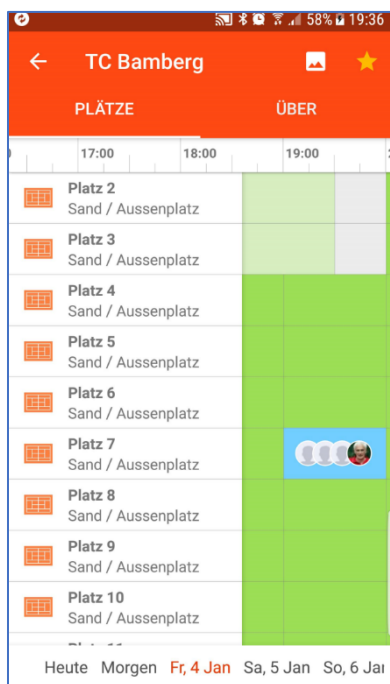 58% 19:36
TC Bamberg
PLÄTZE ÜBER
17:00 18:00 19:00
Platz 2
Sand / Aussenplatz
Platz 3
Sand / Aussenplatz
Platz 4
Sand / Aussenplatz
Platz 5
Sand / Aussenplatz
Platz 6
Sand / Aussenplatz
Platz 7
Sand / Aussenplatz
Platz 8
Sand / Aussenplatz
Platz 9
Sand / Aussenplatz
Platz 10
Sand / Aussenplatz
Heute Morgen Fr, 4 Jan Sa, 5 Jan So, 6 Jan